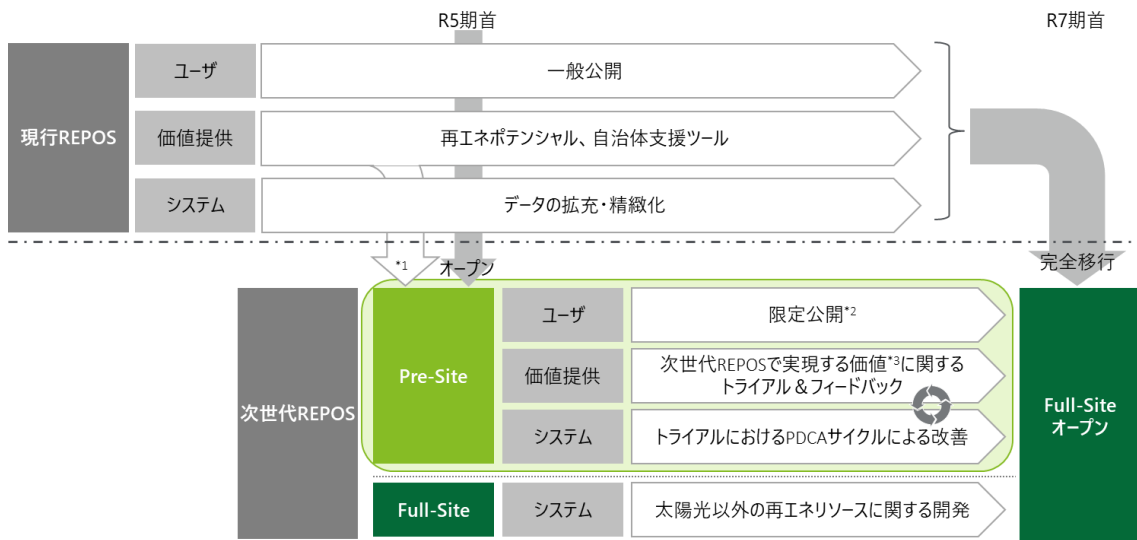 R5期首
R7期首
現行REPOS
ユーザ
一般公開
価値提供
再エネポテンシャル、自治体支援ツール
システム
データの拡充・精緻化
*1
オープン
完全移行
次世代REPOS
Pre-Site
ユーザ
限定公開*2
価値提供
次世代REPOSで実現する価値*3に関する
トライアル＆フィードバック
システム
トライアルにおけるPDCAサイクルによる改善
Full-Site
システム
太陽光以外の再エネリソースに関する開発
Full-Site
オープン